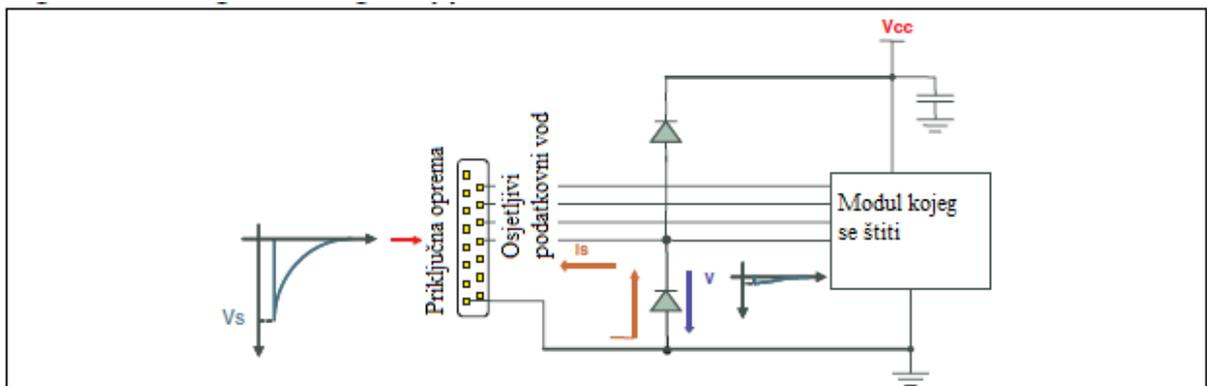 Vcc
Priključna oprema
Osjetljivi
podatkovni vod
Modul kojeg
se štiti
Is
V
Vs